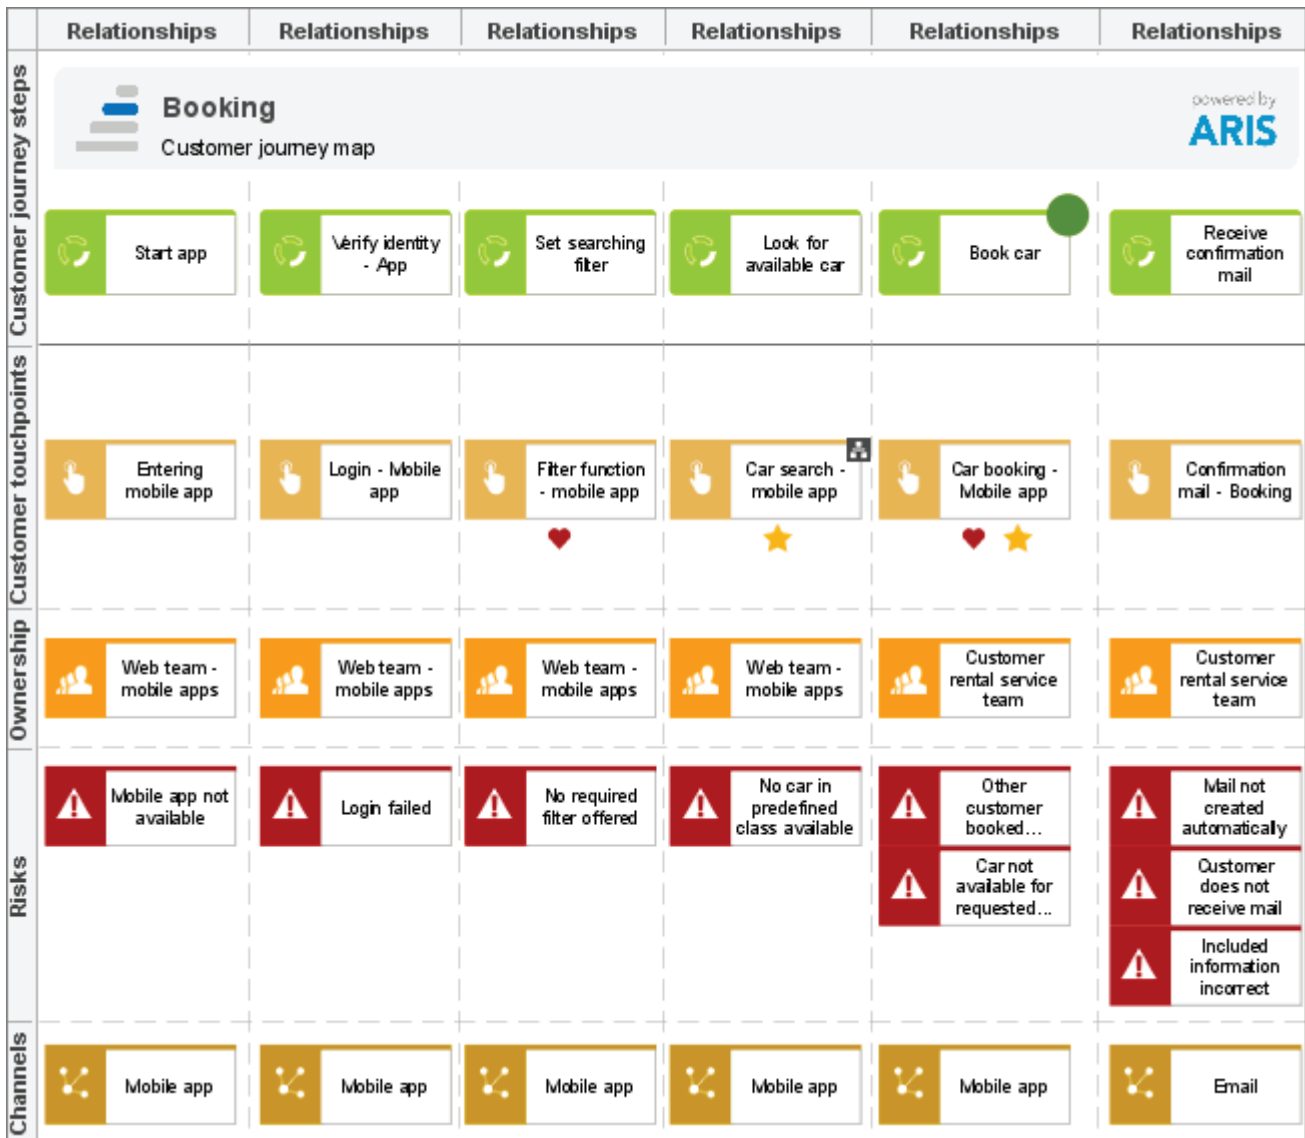 Relationships
Relationships
Relationships
Relationships
Relationships
Relationships
Customer journey steps
Booking
Customer journey map
powered by
ARIS
Start app
Verify identity
- App
Set searching
filter
Look for
available car
Book car
Receive
confirmation
mail
Customer touchpoints
Entering
mobile app
Login - Mobile
app
Filter function
- mobile app
Car search -
mobile app
Car booking -
Mobile app
Confirmation
mail - Booking
Ownership
Web team -
mobile apps
Web team -
mobile apps
Web team -
mobile apps
Web team -
mobile apps
Customer
rental service
team
Customer
rental service
team
Risks
Mobile app not
available
Login failed
No required
filter offered
No car in
predefined
class available
Other
customer
booked...
Car not
available for
requested...
Mail not
created
automatically
Customer
does not
receive mail
Included
information
incorrect
Channels
Mobile app
Mobile app
Mobile app
Mobile app
Mobile app
Email